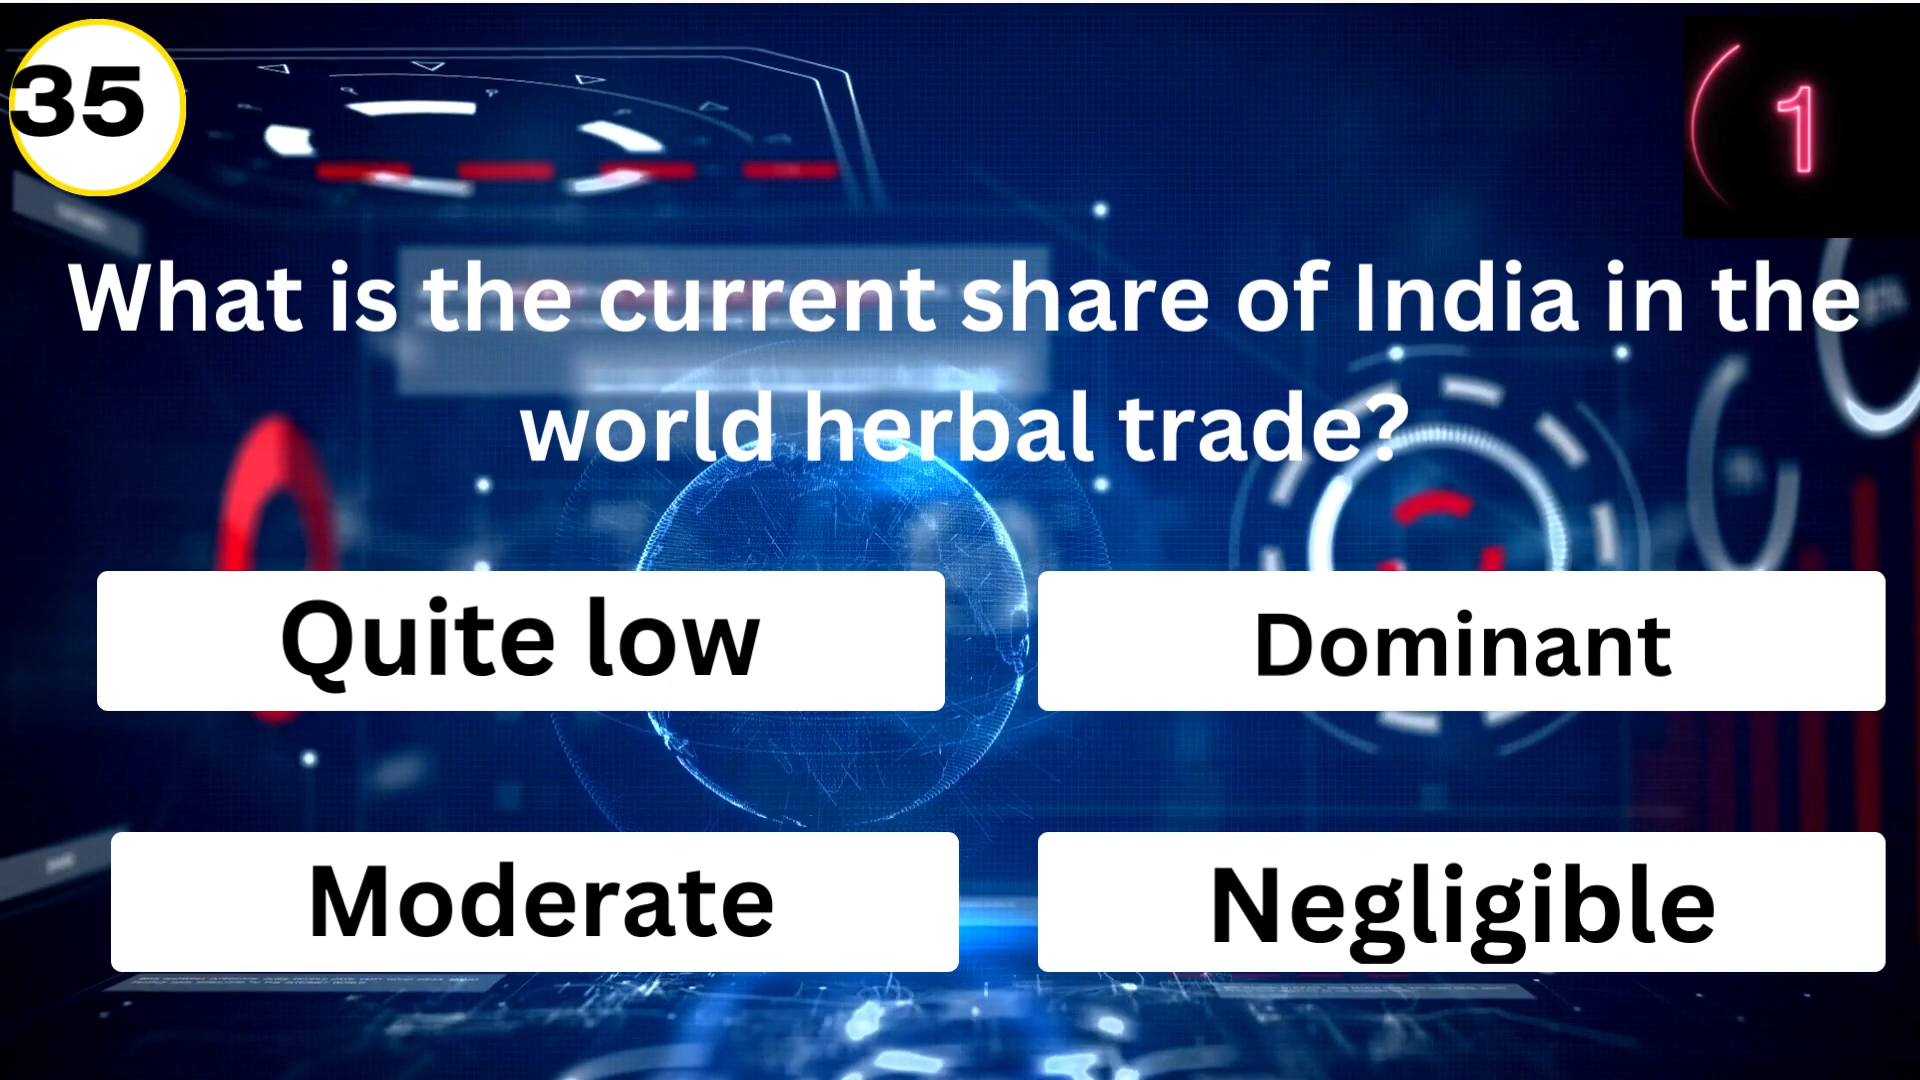 35
1
What is the current share of India in the
world herbal trade?
Quite low
Dominant
Moderate
Negligible